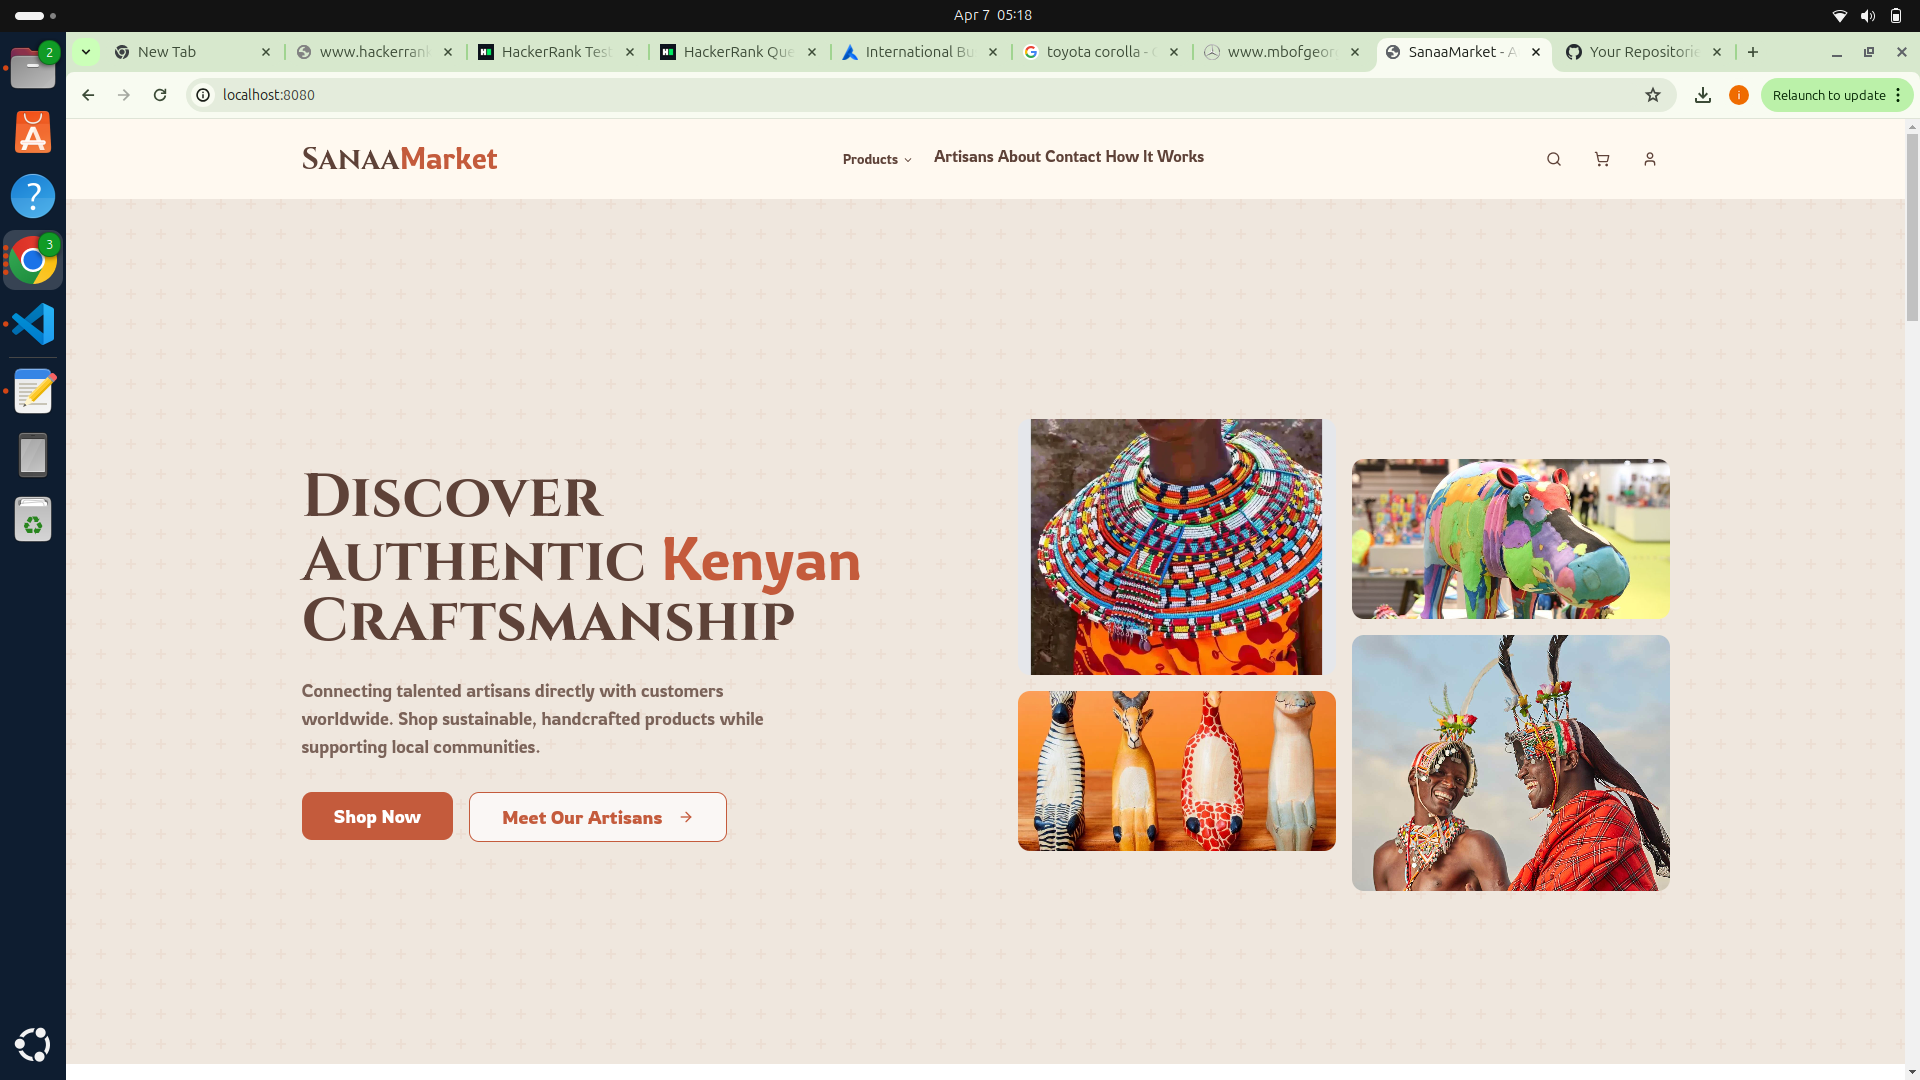 Apr 7 05:18
2
3
New Tab
www.hackerrank
HackerRank Test
HackerRank Que
International Bu
toyota corolla - G
www.mbofgeorg
SanaaMarket - A
Your Repositorie
localhost:8080
i
Relaunch to update
SanaaMarket
Products
Artisans About Contact How It Works
Discover
Authentic Kenyan
Craftsmanship
Connecting talented artisans directly with customers
worldwide. Shop sustainable, handcrafted products while
supporting local communities.
Shop Now
Meet Our Artisans